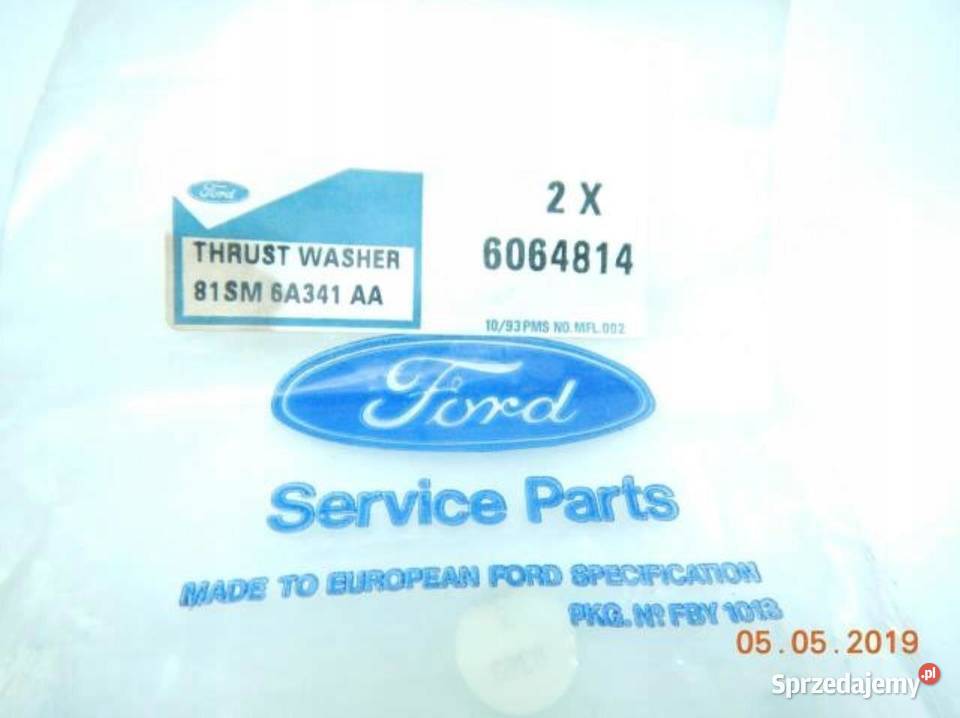 Ford
THRUST WASHER
81SM 6A341 AA
2 X
6064814
10/93 PMS NO. MFL.002
Ford
Service Parts
MADE TO EUROPEAN FORD SPECIFICATION
PKG. Nº FBY 1013
05.05.2019
Sprzedajemy.pl